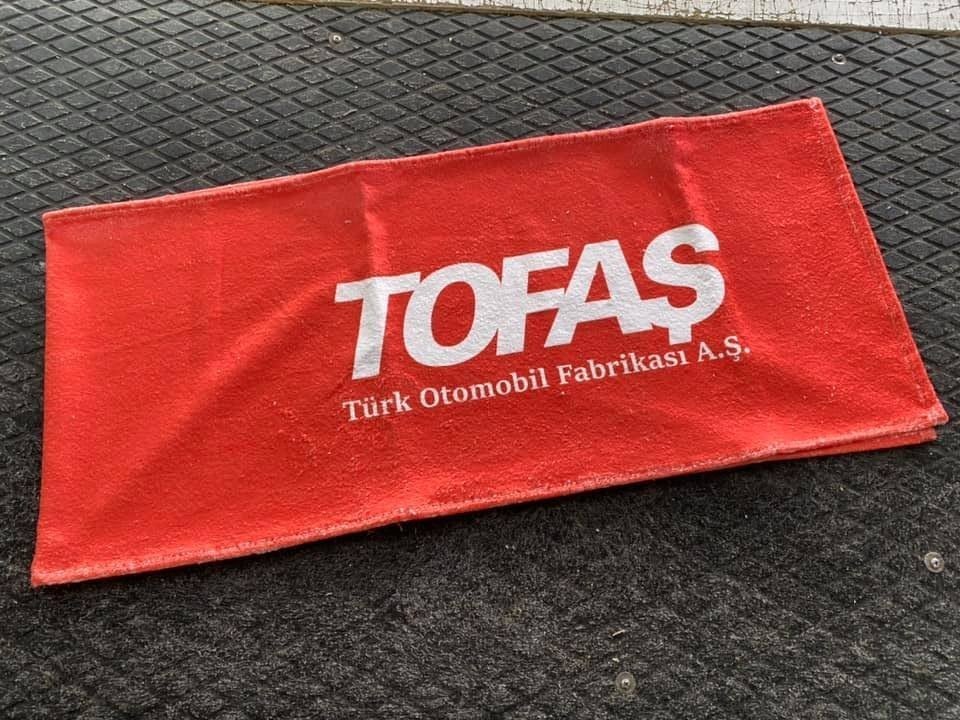 TOFAŞ
Türk Otomobil Fabrikası A.Ş.